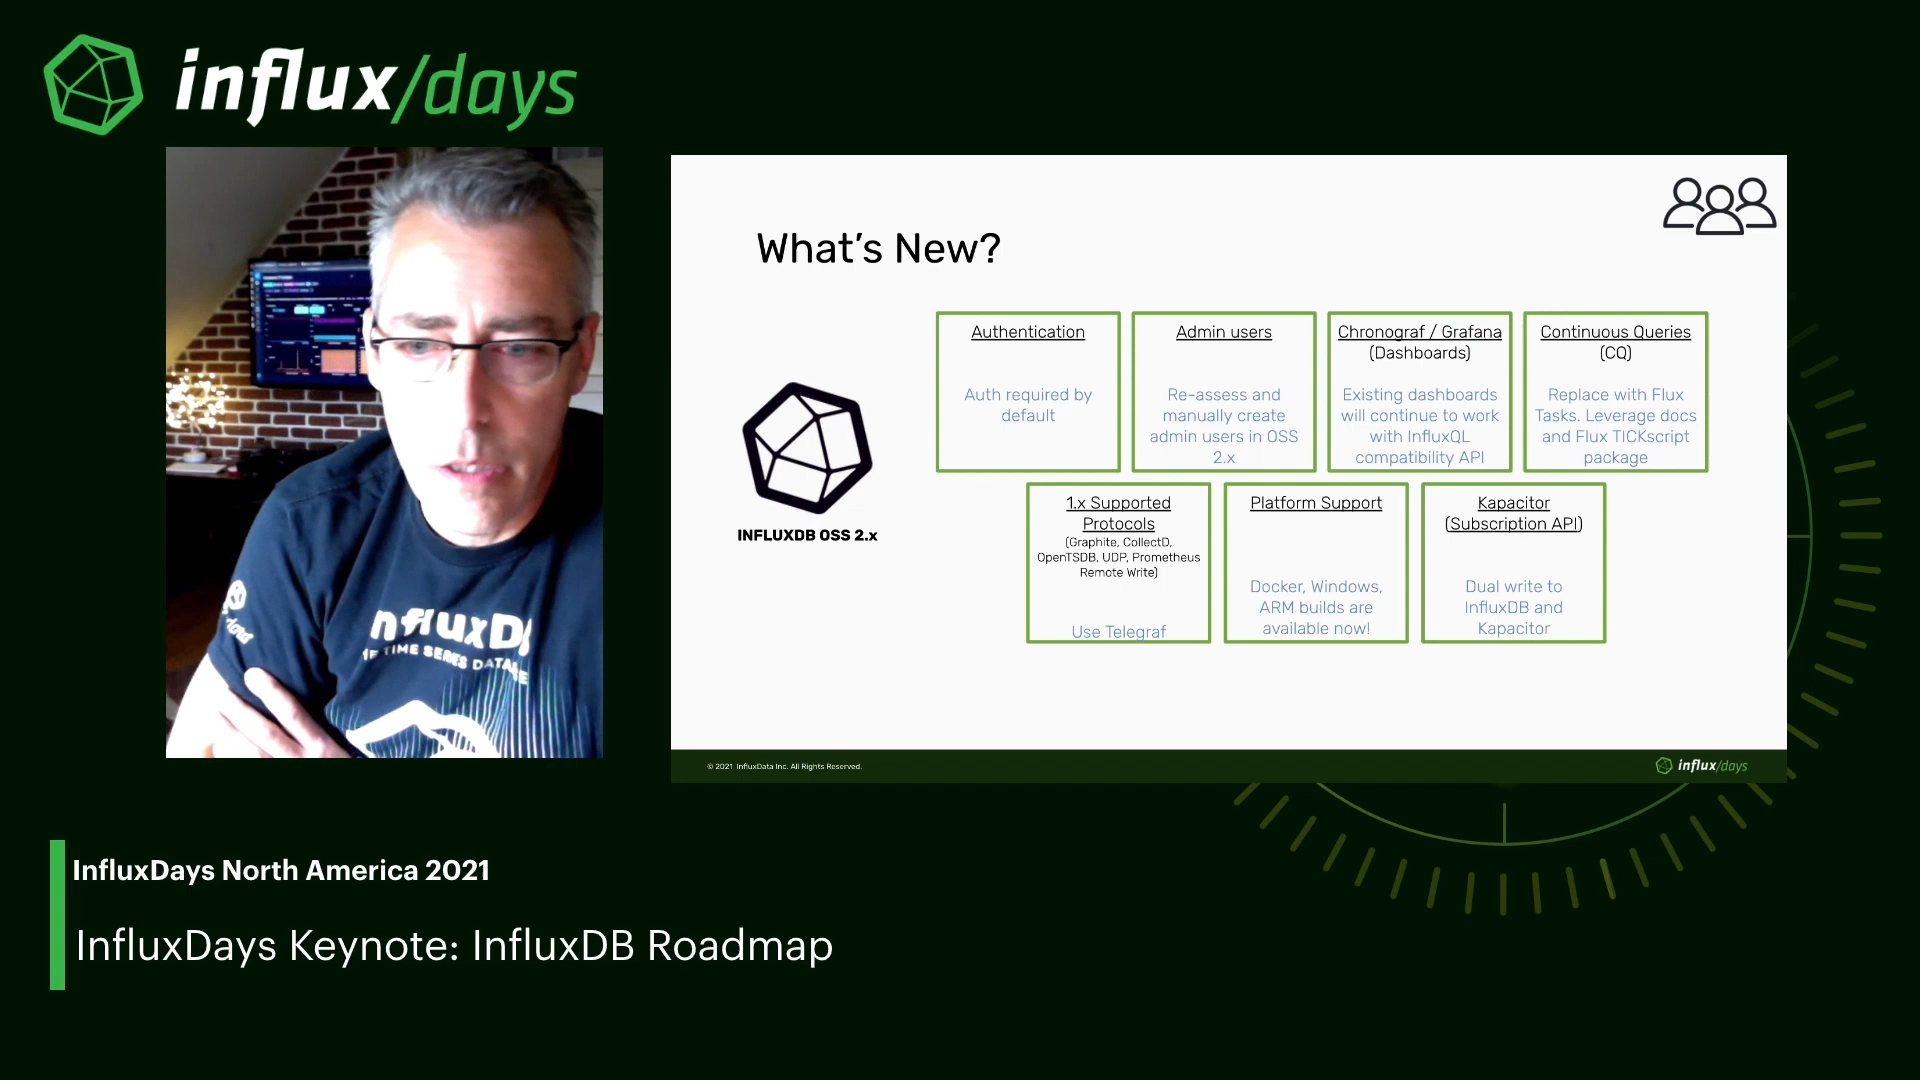 influx/days
What's New?
Authentication
Auth required by
default
Admin users
Re-assess and
manually create
admin users in OSS
2.x
Chronograf / Grafana
(Dashboards)
Existing dashboards
will continue to work
with InfluxQL
compatibility API
Continuous Queries
(CQ)
Replace with Flux
Tasks. Leverage docs
and Flux TICKscript
package
INFLUXDB OSS 2.x
1.x Supported
Protocols
(Graphite, CollectD,
OpenTSDB, UDP, Prometheus
Remote Write)
Use Telegraf
Platform Support
Docker, Windows,
ARM builds are
available now!
Kapacitor
(Subscription API)
Dual write to
InfluxDB and
Kapacitor
nfluxD
TIME SERIES
© 2021 InfluxData Inc. All Rights Reserved.
influx/days
InfluxDays North America 2021
InfluxDays Keynote: InfluxDB Roadmap